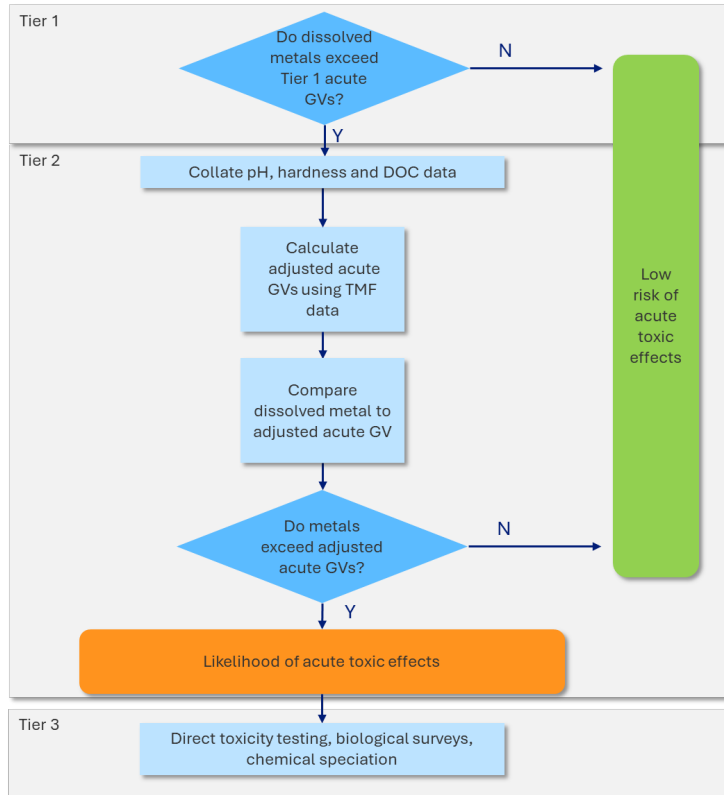 Tier 1
Do dissolved
metals exceed
Tier 1 acute
GVs?
N
Y
Tier 2
Collate pH, hardness and DOC data
Calculate
adjusted acute
GVs using TMF
data
Low
risk of
acute
toxic
effects
Compare
dissolved metal to
adjusted acute GV
Do metals
exceed adjusted
acute GVs?
N
Y
Likelihood of acute toxic effects
Tier 3
Direct toxicity testing, biological surveys,
chemical speciation